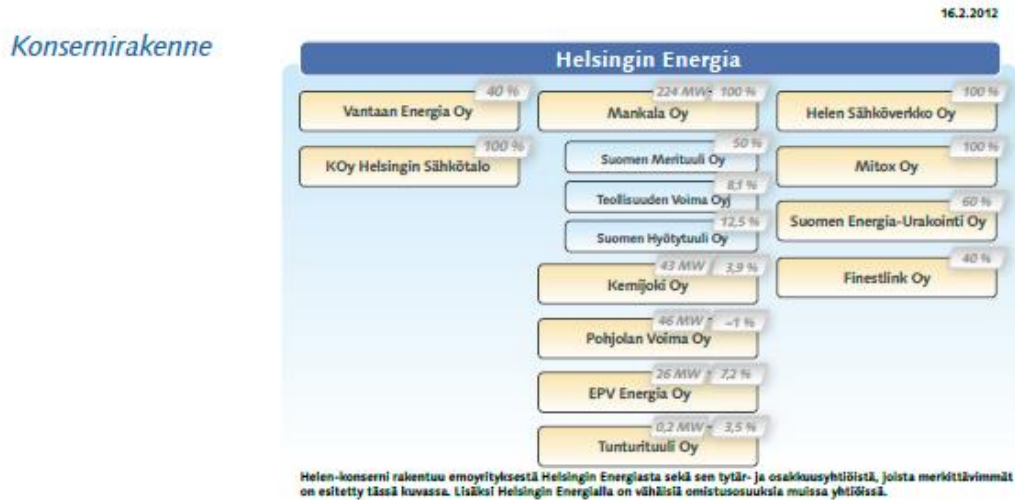 16.2.2012
Konsernirakenne
Helsingin Energia
40 %
Vantaan Energia Oy
100 %
KOy Helsingin Sähkötalo
224 MW 100 %
Mankala Oy
50 %
Suomen Merituuli Oy
8,1 %
Teollisuuden Voima Oyj
12,5 %
Suomen Hyötytuuli Oy
43 MW 3,9 %
Kemijoki Oy
46 MW ~1 %
Pohjolan Voima Oy
26 MW 7,2 %
EPV Energia Oy
0,2 MW 3,5 %
Tunturituuli Oy
100 %
Helen Sähköverkko Oy
100 %
Mitox Oy
60 %
Suomen Energia-Urakointi Oy
40 %
Finestlink Oy
Helen-konserni rakentuu emoyrityksestä Helsingin Energiasta sekä sen tytär- ja osakkuusyhtiöistä, joista merkittävimmät
on esitetty tässä kuvassa. Lisäksi Helsingin Energialla on vähäisiä omistusosuuksia muissa yhtiöissä.